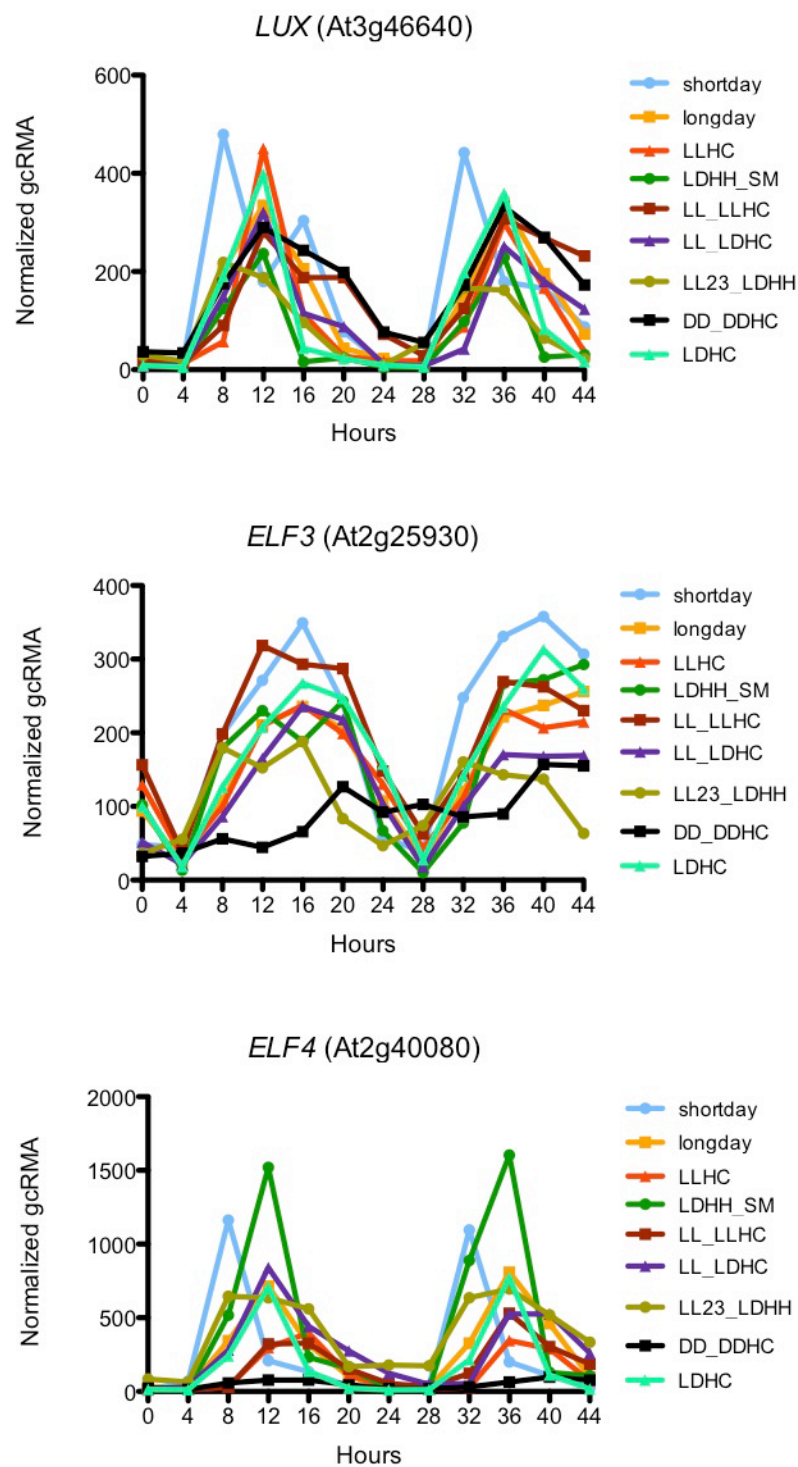 LUX (At3g46640)
Normalized gcRMA
600
400
200
0
0 4 8 12 16 20 24 28 32 36 40 44
Hours
shortday
longday
LLHC
LDHH_SM
LL_LLHC
LL_LDHC
LL23_LDHH
DD_DDHC
LDHC
ELF3 (At2g25930)
Normalized gcRMA
400
300
200
100
0
0 4 8 12 16 20 24 28 32 36 40 44
Hours
shortday
longday
LLHC
LDHH_SM
LL_LLHC
LL_LDHC
LL23_LDHH
DD_DDHC
LDHC
ELF4 (At2g40080)
Normalized gcRMA
2000
1500
1000
500
0
0 4 8 12 16 20 24 28 32 36 40 44
Hours
shortday
longday
LLHC
LDHH_SM
LL_LLHC
LL_LDHC
LL23_LDHH
DD_DDHC
LDHC